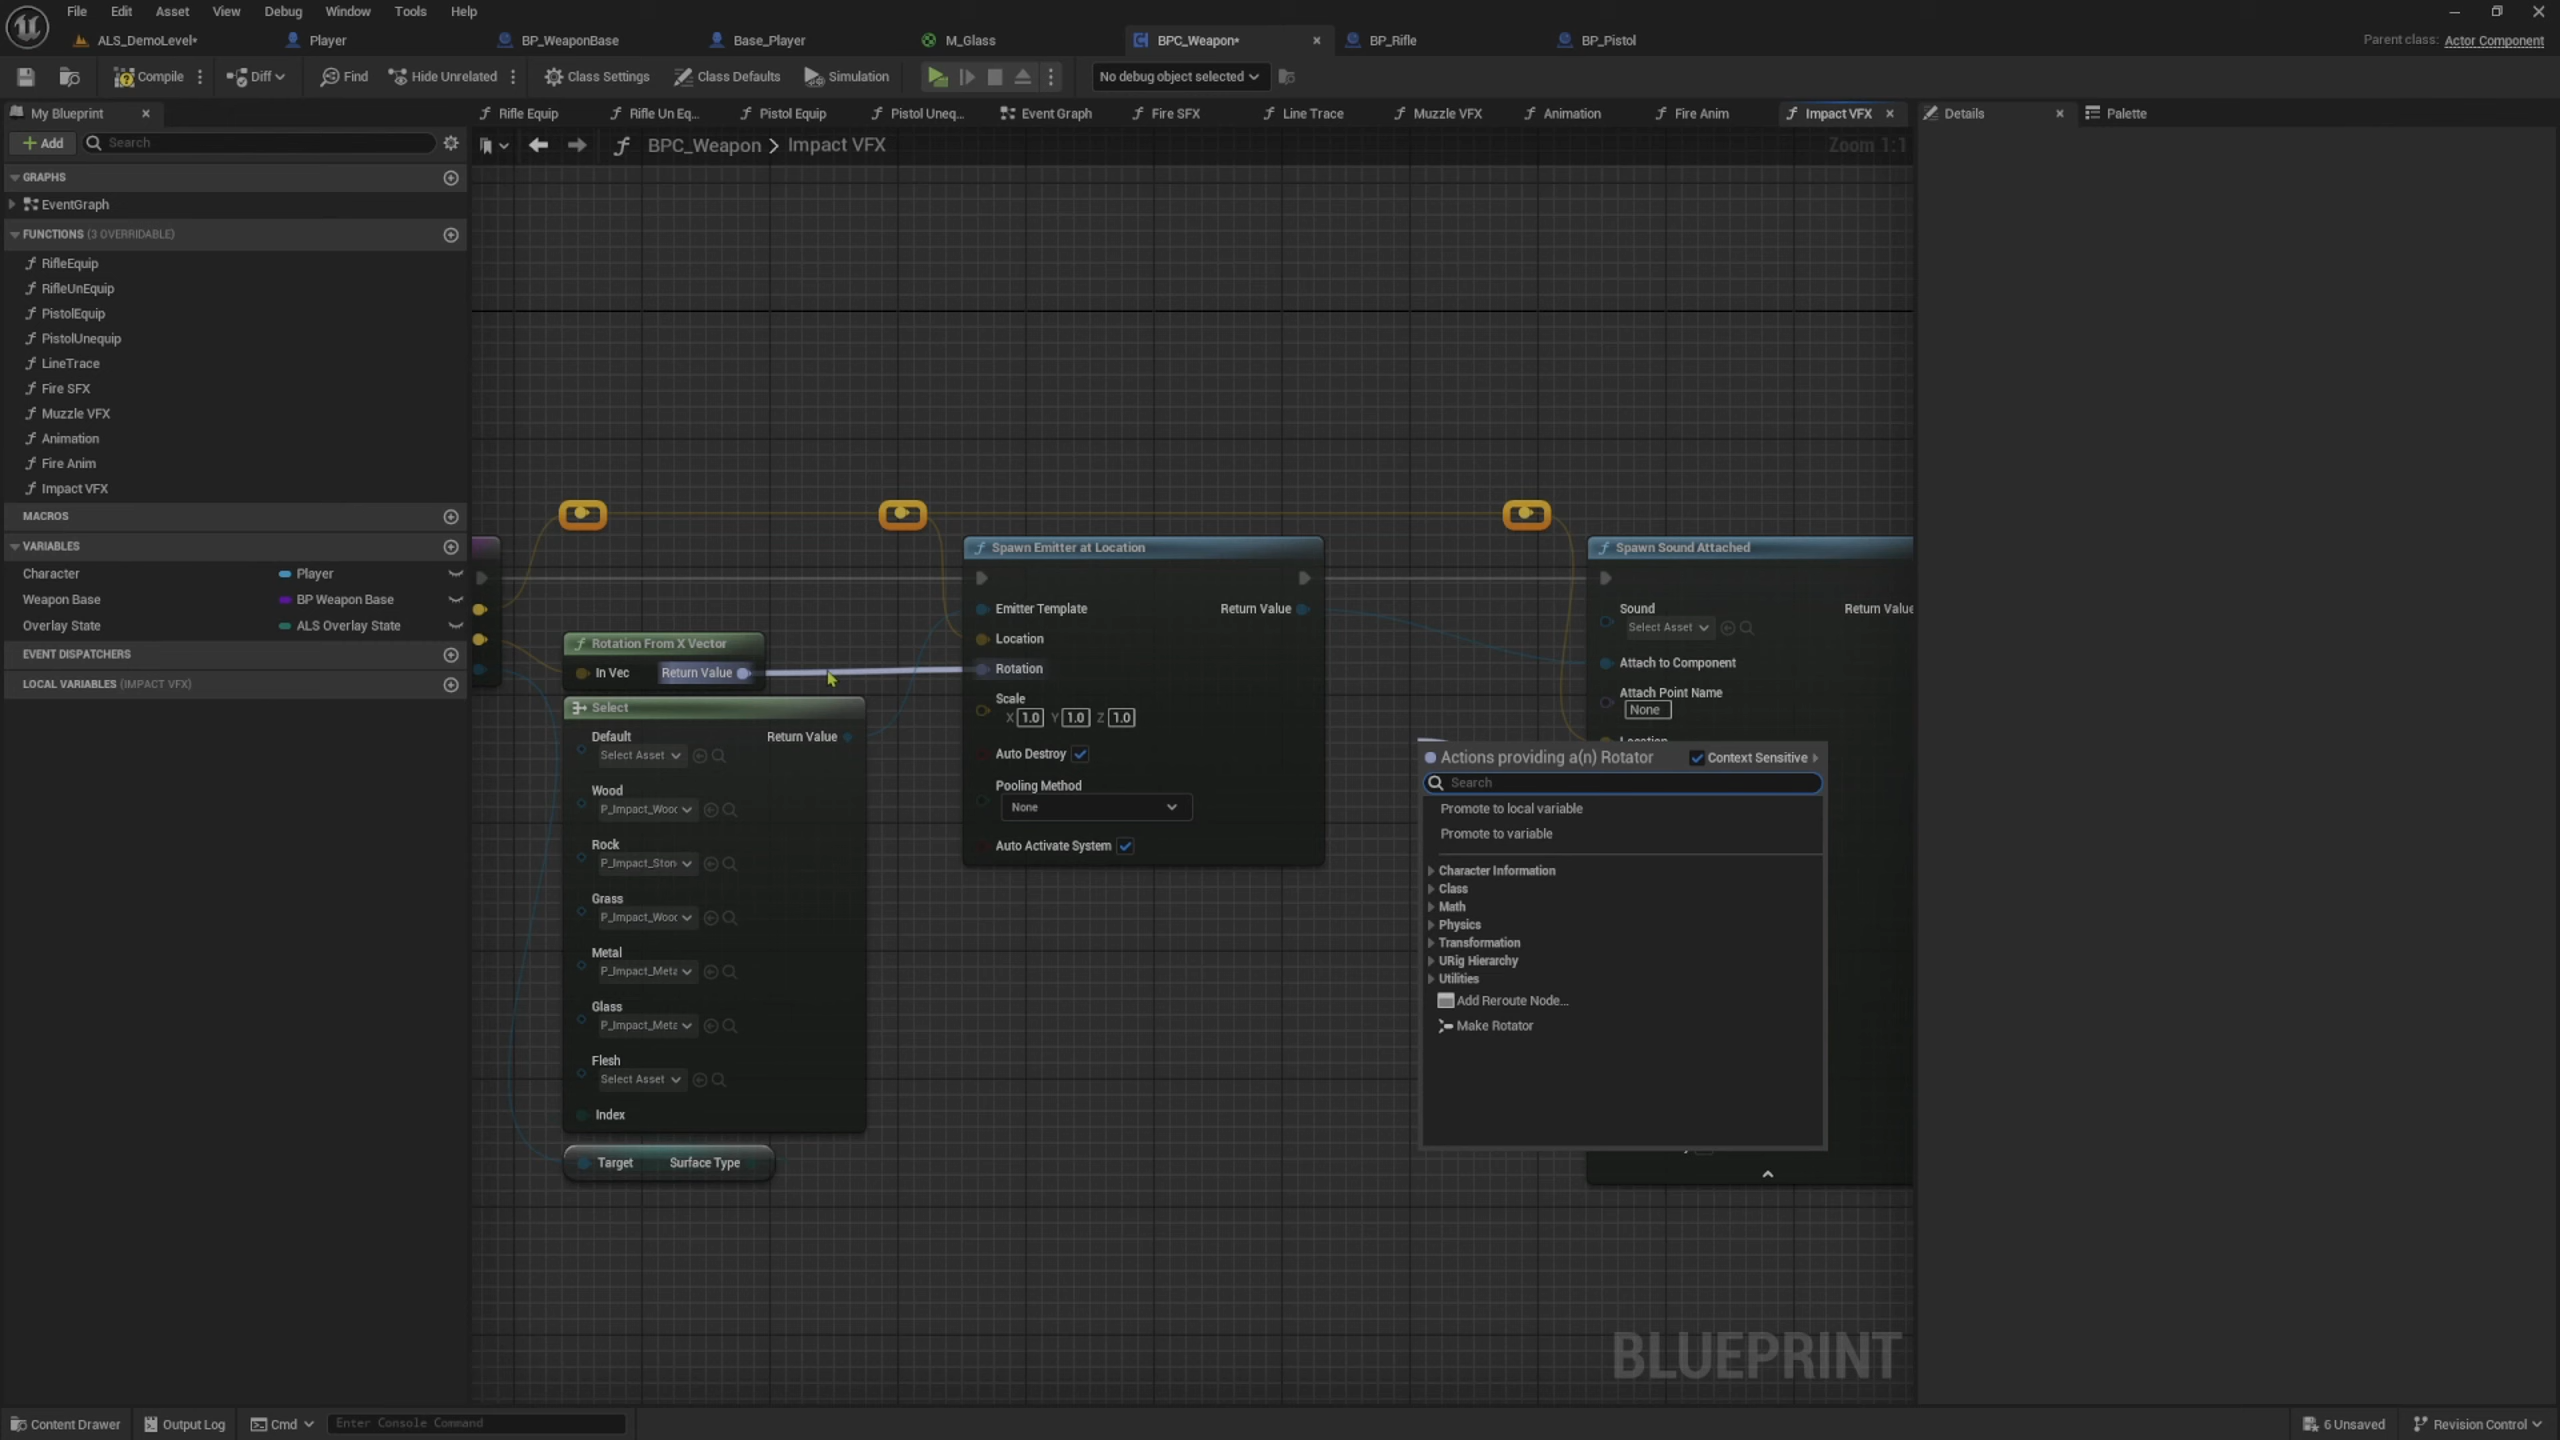 File Edit Asset View Debug Window Tools Help
ALS_DemoLevel* Player BP_WeaponBase Base_Player M_Glass BPC_Weapon* BP_Rifle BP_Pistol Parent class: Actor Component
Compile Diff Find Hide Unrelated Class Settings Class Defaults Simulation No debug object selected
My Blueprint Rifle Equip Rifle Un Eq... Pistol Equip Pistol Uneq... Event Graph Fire SFX Line Trace Muzzle VFX Animation Fire Anim Impact VFX Details Palette
Add Search BPC_Weapon > Impact VFX Zoom 1:1
GRAPHS
EventGraph
FUNCTIONS (3 OVERRIDABLE)
RifleEquip
RifleUnEquip
PistolEquip
PistolUnequip
LineTrace
Fire SFX
Muzzle VFX
Animation
Fire Anim
Impact VFX
MACROS
VARIABLES
Character Player
Weapon Base BP Weapon Base
Overlay State ALS Overlay State
EVENT DISPATCHERS
LOCAL VARIABLES (IMPACT VFX)
Rotation From X Vector
In Vec Return Value
Select
Default Return Value
Select Asset
Wood
P_Impact_Wood
Rock
P_Impact_Ston
Grass
P_Impact_Wood
Metal
P_Impact_Meta
Glass
P_Impact_Meta
Flesh
Select Asset
Index
Target Surface Type
Spawn Emitter at Location
Emitter Template Return Value
Location
Rotation
Scale
X 1.0 Y 1.0 Z 1.0
Auto Destroy
Pooling Method
None
Auto Activate System
Spawn Sound Attached
Sound Return Value
Select Asset
Attach to Component
Attach Point Name
None
Actions providing a(n) Rotator Context Sensitive
Search
Promote to local variable
Promote to variable
Character Information
Class
Math
Physics
Transformation
URig Hierarchy
Utilities
Add Reroute Node...
Make Rotator
BLUEPRINT
Content Drawer Output Log Cmd Enter Console Command 6 Unsaved Revision Control